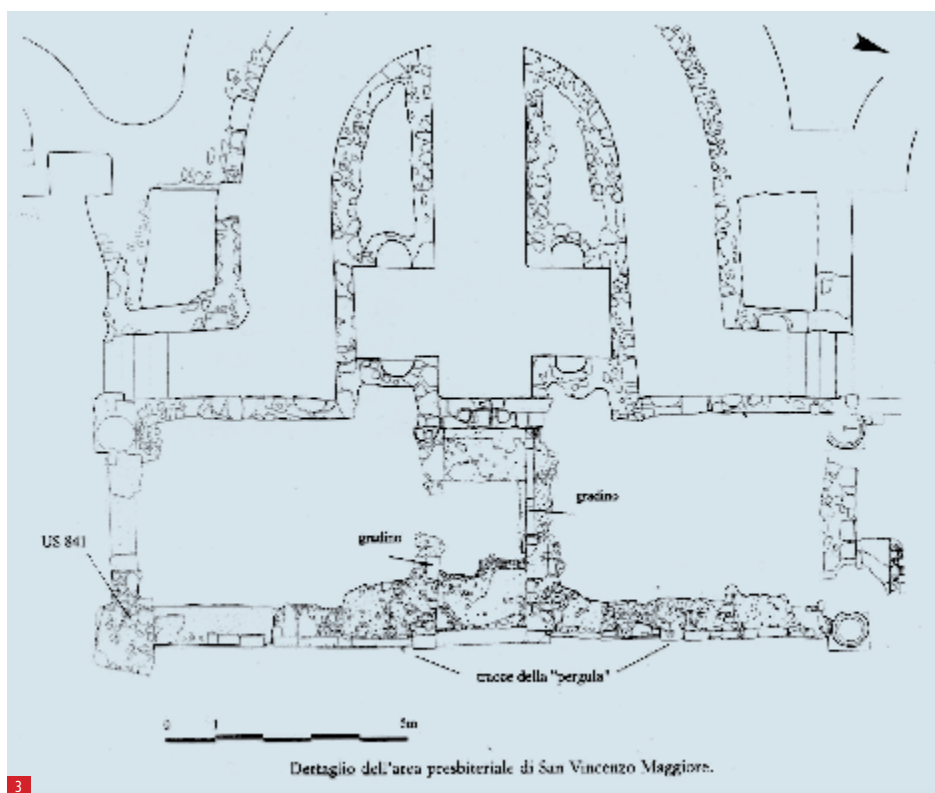 gradino
US 841
gradino
tracce della "pergula"
0 1 5m
Dettaglio dell'area presbiteriale di San Vincenzo Maggiore.
3